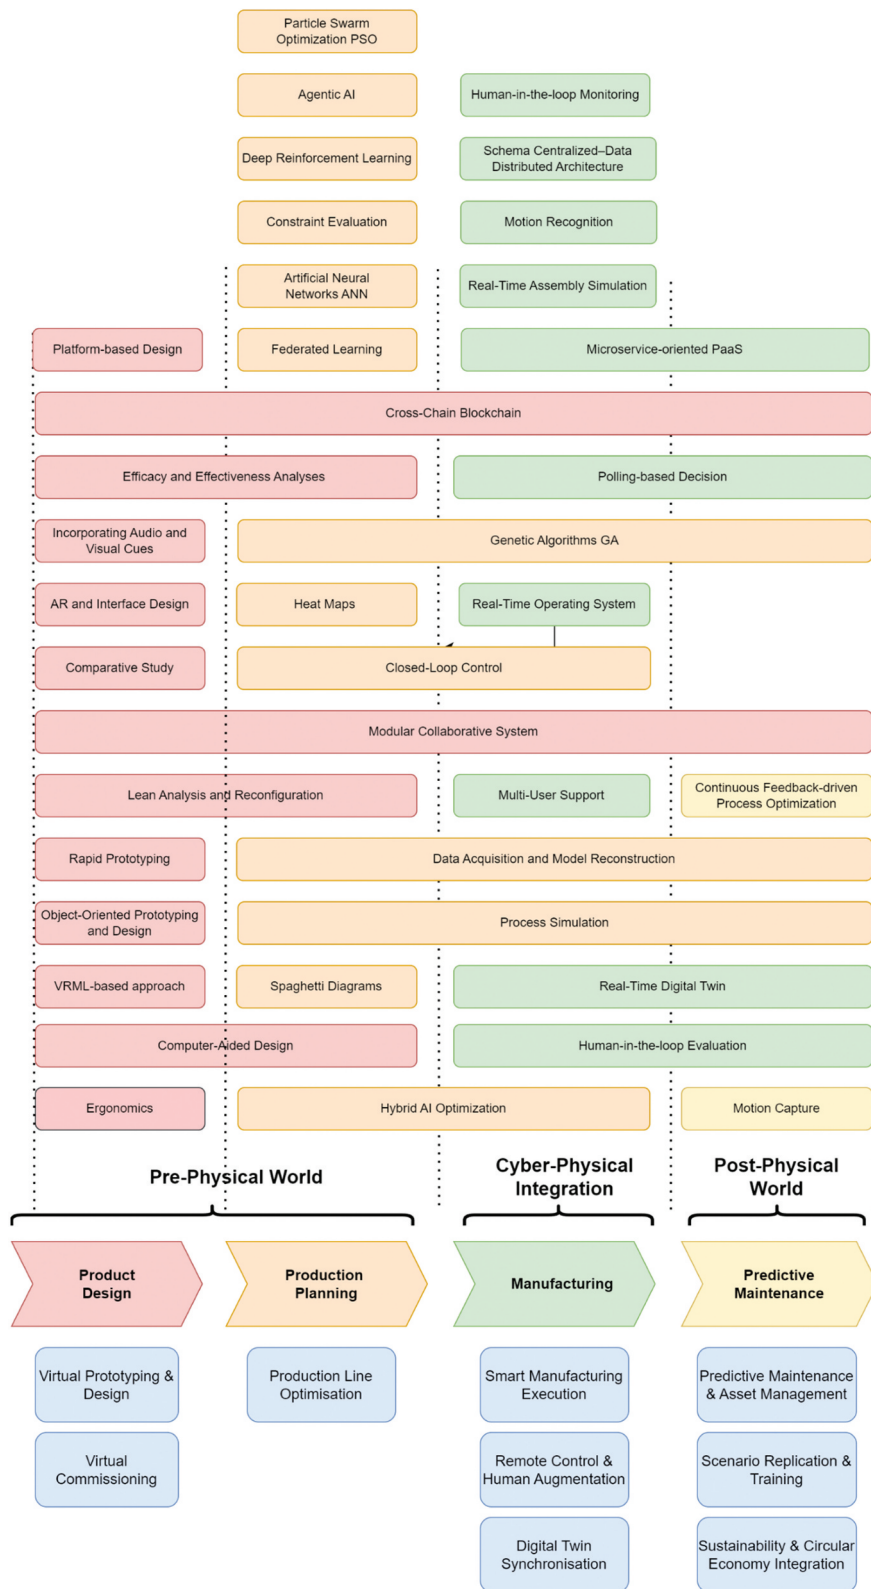 Particle Swarm
Optimization PSO
Agentic AI
Human-in-the-loop Monitoring
Deep Reinforcement Learning
Schema Centralized–Data
Distributed Architecture
Constraint Evaluation
Motion Recognition
Artificial Neural
Networks ANN
Real-Time Assembly Simulation
Platform-based Design
Federated Learning
Microservice-oriented PaaS
Cross-Chain Blockchain
Efficacy and Effectiveness Analyses
Polling-based Decision
Incorporating Audio and
Visual Cues
Genetic Algorithms GA
AR and Interface Design
Heat Maps
Real-Time Operating System
Comparative Study
Closed-Loop Control
Modular Collaborative System
Lean Analysis and Reconfiguration
Multi-User Support
Continuous Feedback-driven
Process Optimization
Rapid Prototyping
Data Acquisition and Model Reconstruction
Object-Oriented Prototyping
and Design
Process Simulation
VRML-based approach
Spaghetti Diagrams
Real-Time Digital Twin
Computer-Aided Design
Human-in-the-loop Evaluation
Ergonomics
Hybrid AI Optimization
Motion Capture
Pre-Physical World
Cyber-Physical
Integration
Post-Physical
World
Product
Design
Production
Planning
Manufacturing
Predictive
Maintenance
Virtual Prototyping &
Design
Production Line
Optimisation
Smart Manufacturing
Execution
Predictive Maintenance
& Asset Management
Virtual
Commissioning
Remote Control &
Human Augmentation
Scenario Replication &
Training
Digital Twin
Synchronisation
Sustainability & Circular
Economy Integration